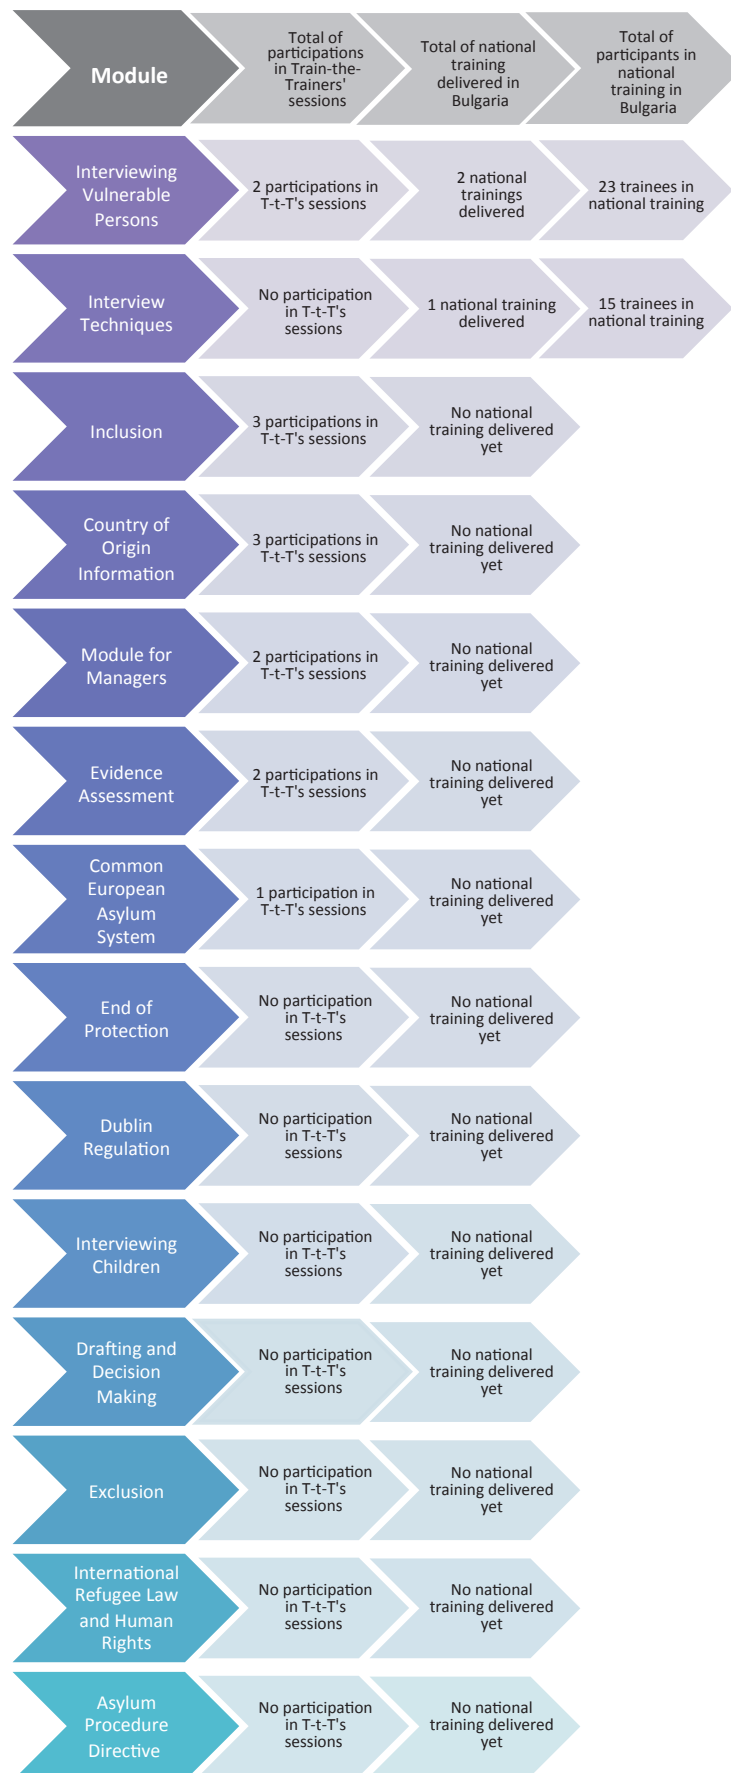 Module
Total of
participations
in Train-the-
Trainers'
sessions
Total of national
training
delivered in
Bulgaria
Total of
participants in
national
training in
Bulgaria
Interviewing
Vulnerable
Persons
2 participations in
T-t-T's sessions
2 national
trainings
delivered
23 trainees in
national training
Interview
Techniques
No participation
in T-t-T's
sessions
1 national training
delivered
15 trainees in
national training
Inclusion
3 participations in
T-t-T's sessions
No national
training delivered
yet
Country of
Origin
Information
3 participations in
T-t-T's sessions
No national
training delivered
yet
Module for
Managers
2 participations in
T-t-T's sessions
No national
training delivered
yet
Evidence
Assessment
2 participations in
T-t-T's sessions
No national
training delivered
yet
Common
European
Asylum
System
1 participation in
T-t-T's sessions
No national
training delivered
yet
End of
Protection
No participation
in T-t-T's
sessions
No national
training delivered
yet
Dublin
Regulation
No participation
in T-t-T's
sessions
No national
training delivered
yet
Interviewing
Children
No participation
in T-t-T's
sessions
No national
training delivered
yet
Drafting and
Decision
Making
No participation
in T-t-T's
sessions
No national
training delivered
yet
Exclusion
No participation
in T-t-T's
sessions
No national
training delivered
yet
International
Refugee Law
and Human
Rights
No participation
in T-t-T's
sessions
No national
training delivered
yet
Asylum
Procedure
Directive
No participation
in T-t-T's
sessions
No national
training delivered
yet